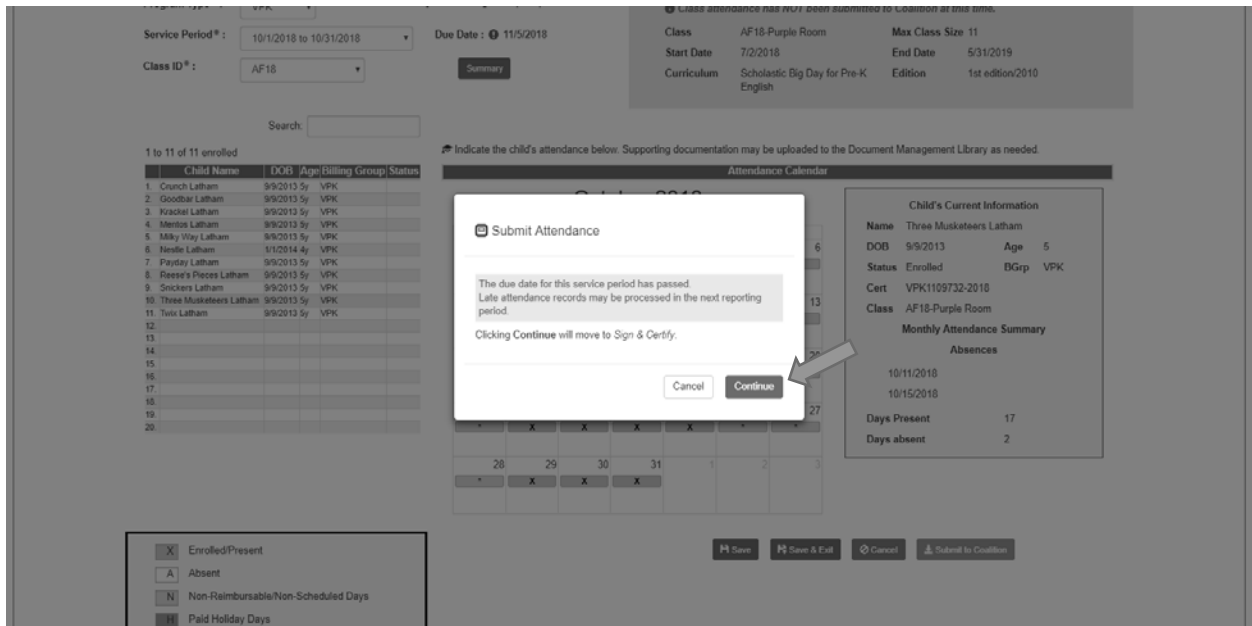 Program Type * : VPK
Class attendance has NOT been submitted to Coalition at this time.
Service Period * : 10/1/2018 to 10/31/2018 Due Date : 11/5/2018
Class AF18-Purple Room Max Class Size 11
Start Date 7/2/2018 End Date 5/31/2019
Class ID * : AF18 Summary
Curriculum Scholastic Big Day for Pre-K English Edition 1st edition/2010
Search:
1 to 11 of 11 enrolled
Indicate the child's attendance below. Supporting documentation may be uploaded to the Document Management Library as needed.
Child Name DOB Age Billing Group Status
1. Crunch Latham 9/9/2013 5y VPK
2. Goodbar Latham 9/9/2013 5y VPK
3. Krackel Latham 9/9/2013 5y VPK
4. Mentos Latham 9/9/2013 5y VPK
5. Milky Way Latham 9/9/2013 5y VPK
6. Nestle Latham 1/1/2014 4y VPK
7. Payday Latham 9/9/2013 5y VPK
8. Reese's Pieces Latham 9/9/2013 5y VPK
9. Snickers Latham 9/9/2013 5y VPK
10. Three Musketeers Latham 9/9/2013 5y VPK
11. Twix Latham 9/9/2013 5y VPK
12.
13.
14.
15.
16.
17.
18.
19.
20.
Attendance Calendar
6
13
27
* X X X X * *
28 29 30 31 1 2 3
* X X X
Submit Attendance
The due date for this service period has passed.
Late attendance records may be processed in the next reporting
period.
Clicking Continue will move to Sign & Certify.
Cancel Continue
Child's Current Information
Name Three Musketeers Latham
DOB 9/9/2013 Age 5
Status Enrolled BGrp VPK
Cert VPK1109732-2018
Class AF18-Purple Room
Monthly Attendance Summary
Absences
10/11/2018
10/15/2018
Days Present 17
Days absent 2
Save Save & Exit Cancel Submit to Coalition
X Enrolled/Present
A Absent
N Non-Reimbursable/Non-Scheduled Days
H Paid Holiday Days